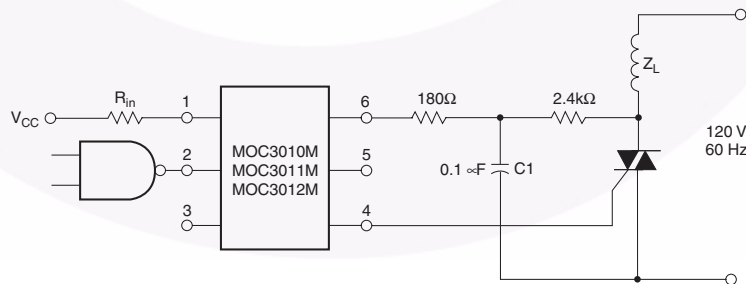 Z_L
R_in
1
6
180Ω
2.4kΩ
V_CC
120 V
60 Hz
2
5
MOC3010M
MOC3011M
MOC3012M
0.1 ∝F
C1
3
4